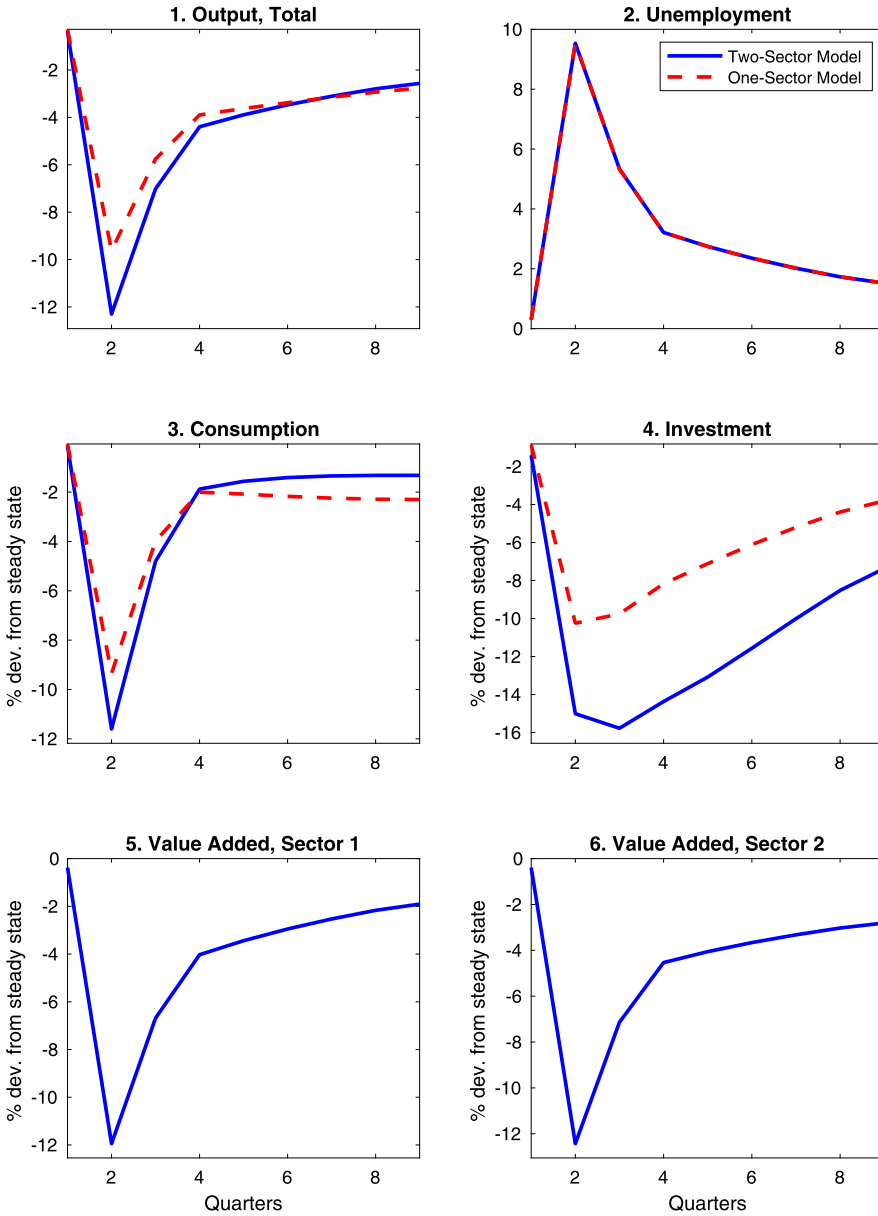 1. Output, Total
-2
-4
-6
-8
-10
-12
2 4 6 8
2. Unemployment
Two-Sector Model
One-Sector Model
10
8
6
4
2
0
2 4 6 8
3. Consumption
% dev. from steady state
-2
-4
-6
-8
-10
-12
2 4 6 8
4. Investment
% dev. from steady state
-2
-4
-6
-8
-10
-12
-14
-16
2 4 6 8
5. Value Added, Sector 1
% dev. from steady state
0
-2
-4
-6
-8
-10
-12
2 4 6 8
Quarters
6. Value Added, Sector 2
% dev. from steady state
0
-2
-4
-6
-8
-10
-12
2 4 6 8
Quarters